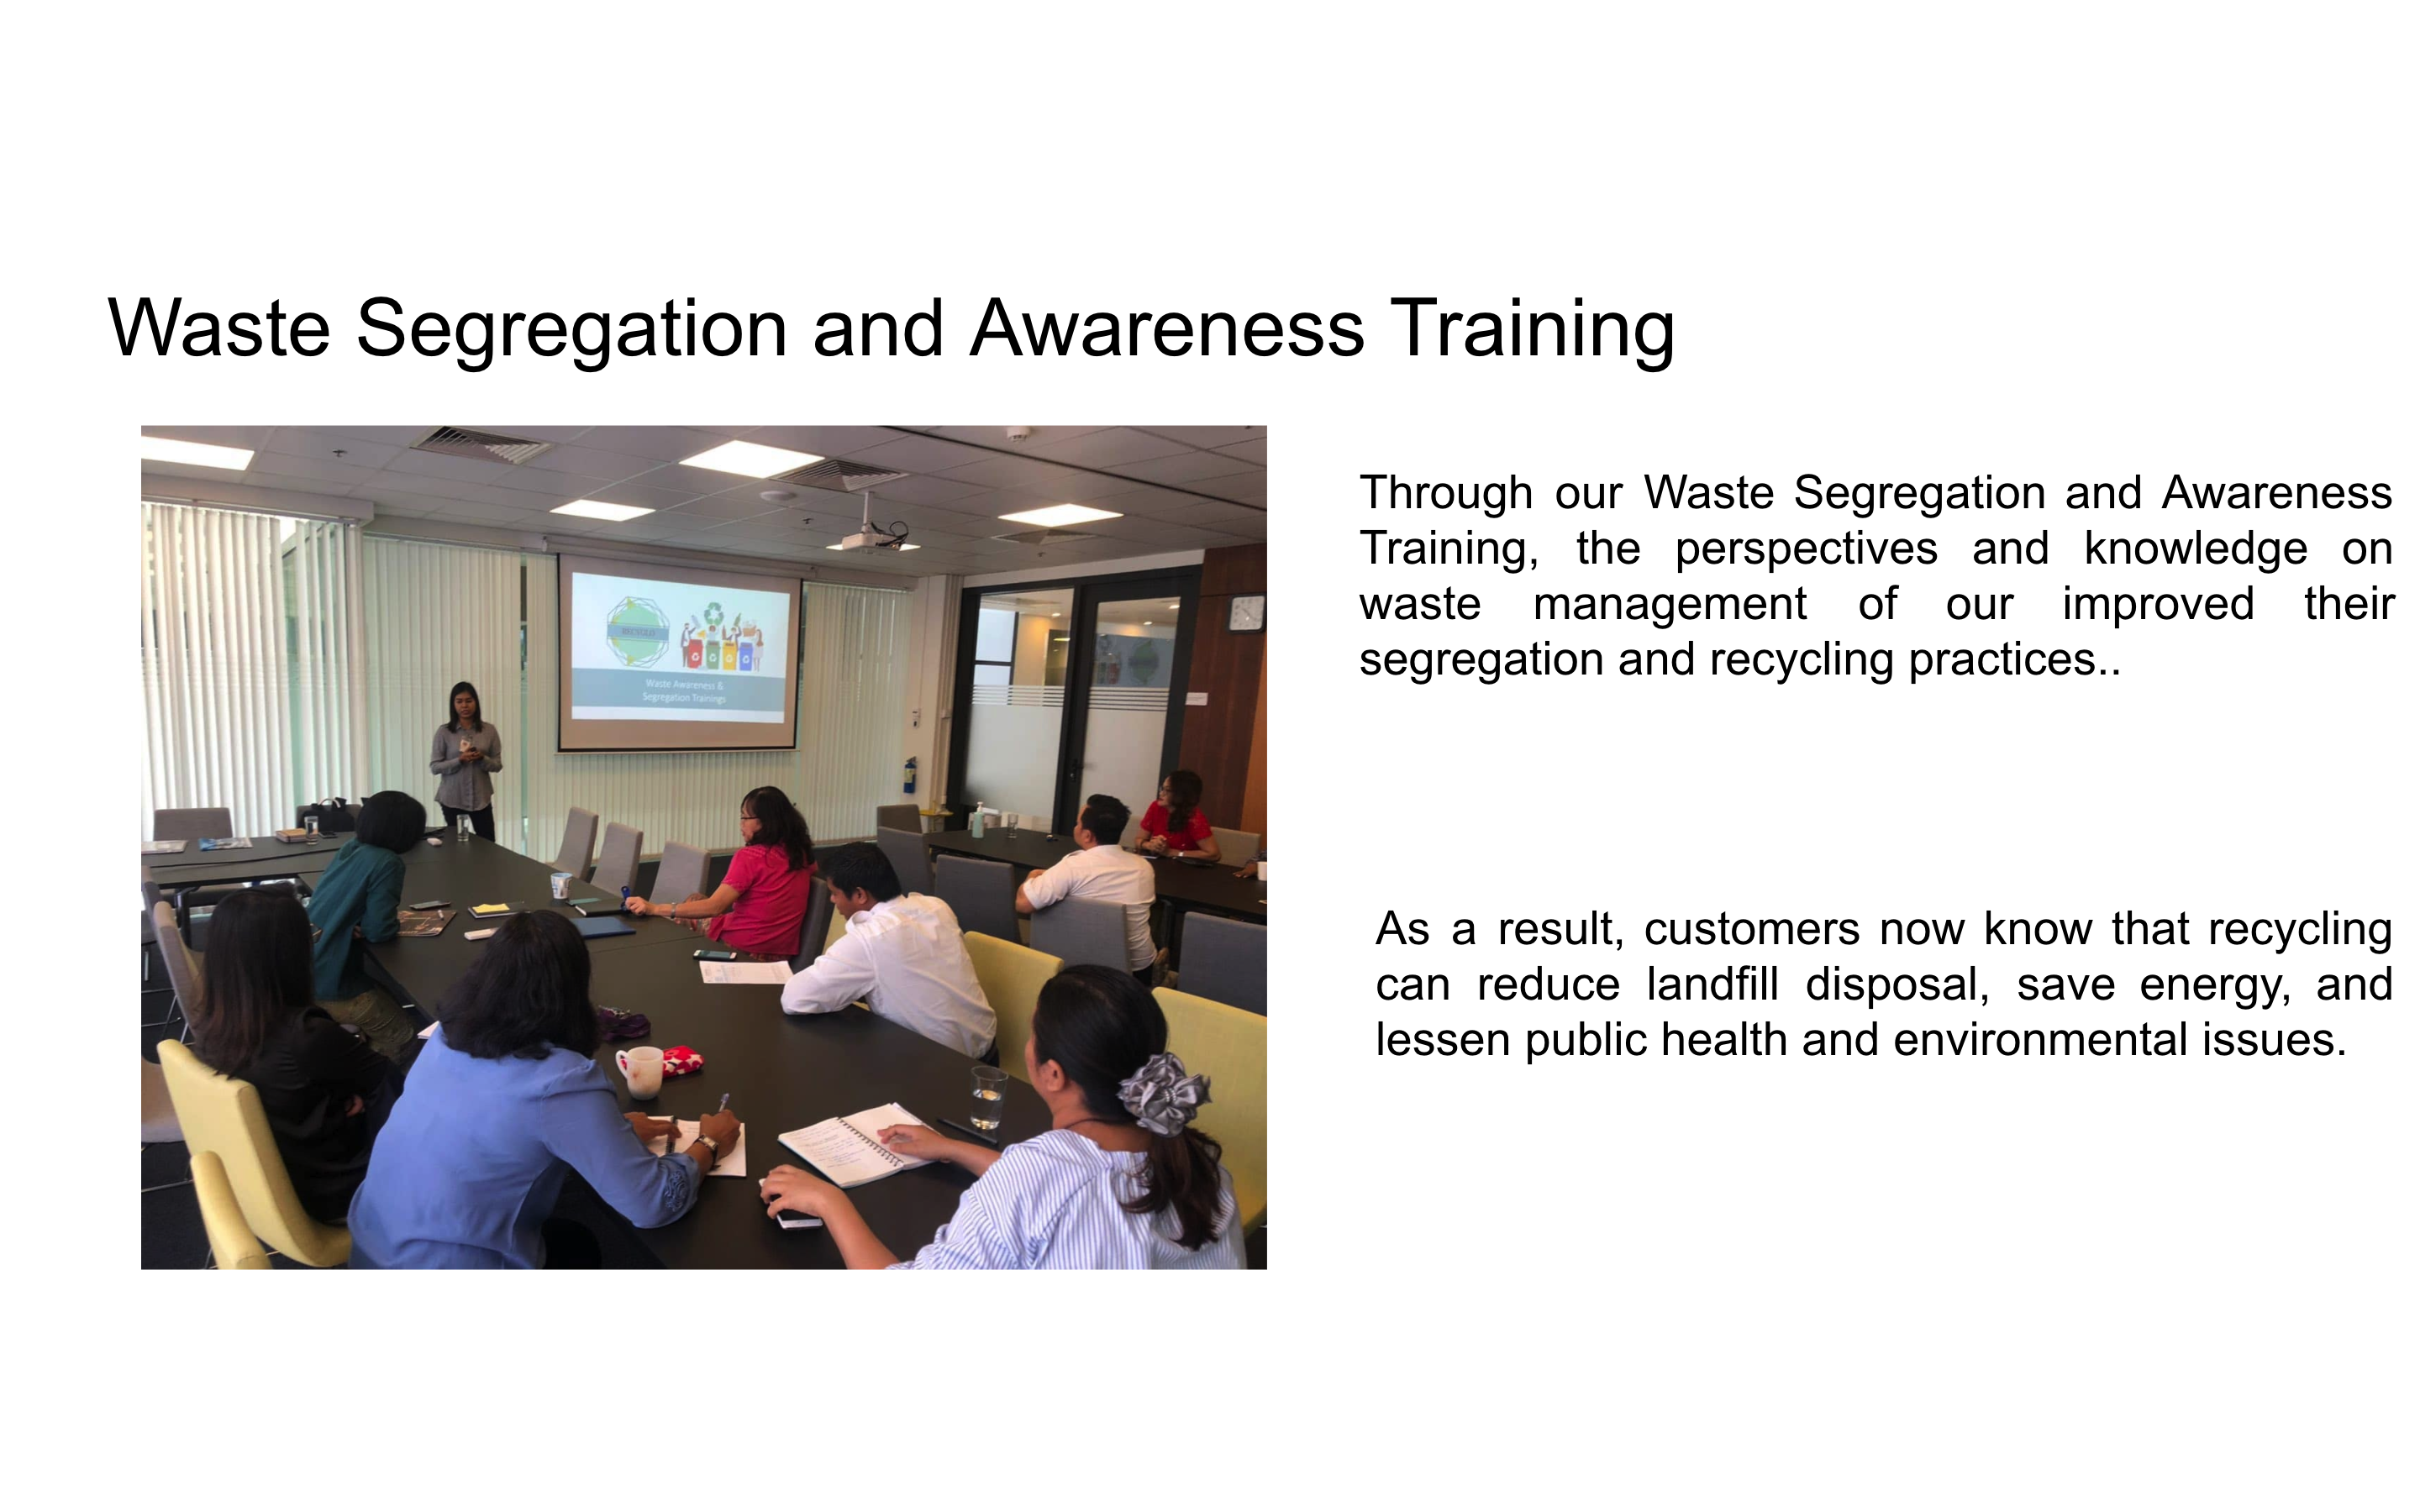 Waste Segregation and Awareness Training
Through our Waste Segregation and Awareness
Training, the perspectives and knowledge on
waste management of our improved their
segregation and recycling practices..
As a result, customers now know that recycling
can reduce landfill disposal, save energy, and
lessen public health and environmental issues.
Waste Awareness &
Segregation Trainings